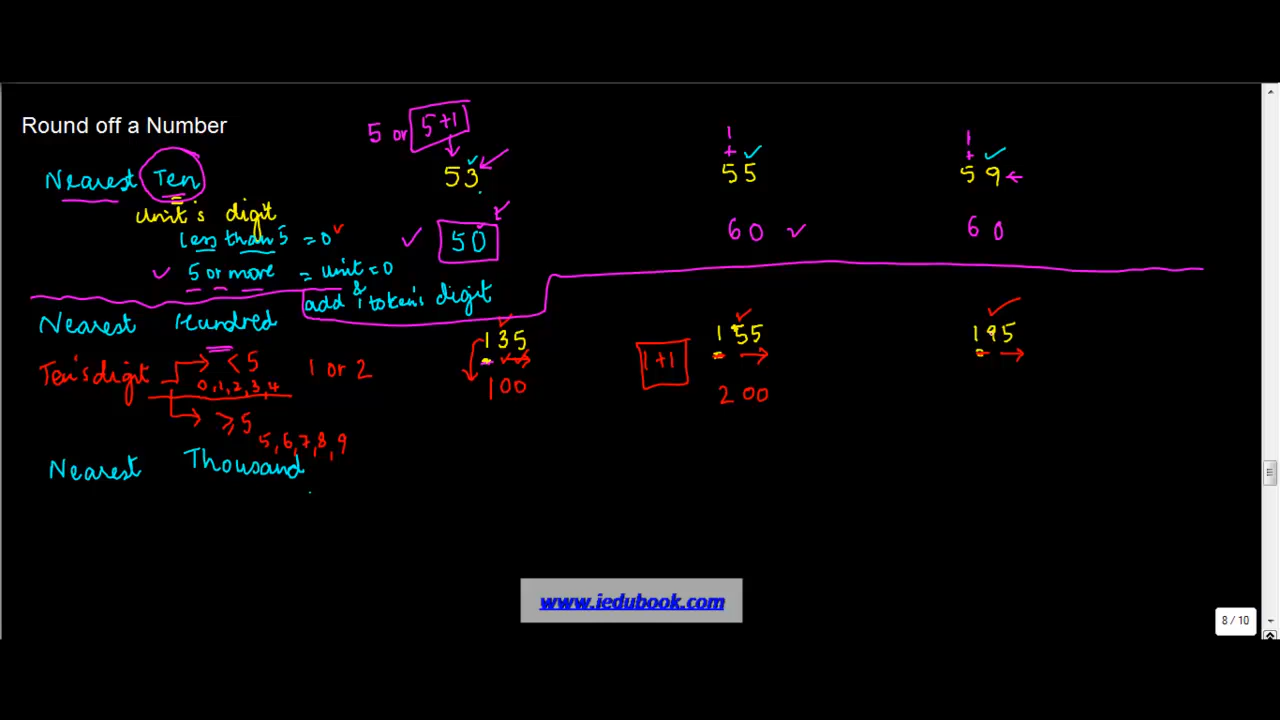 Round off a Number
Nearest Ten
Unit's digit
less than 5 = 0
5 or more = unit = 0
& add 1 to ken's digit
5 or 5+1
53
50
1
+
55
60
1
+
59
60
Nearest Hundred
Ten's digit < 5 1 or 2
0,1,2,3,4
≥5
5,6,7,8,9
135
100
1+1
155
200
195
Nearest Thousand
www.iedubook.com
8 / 10